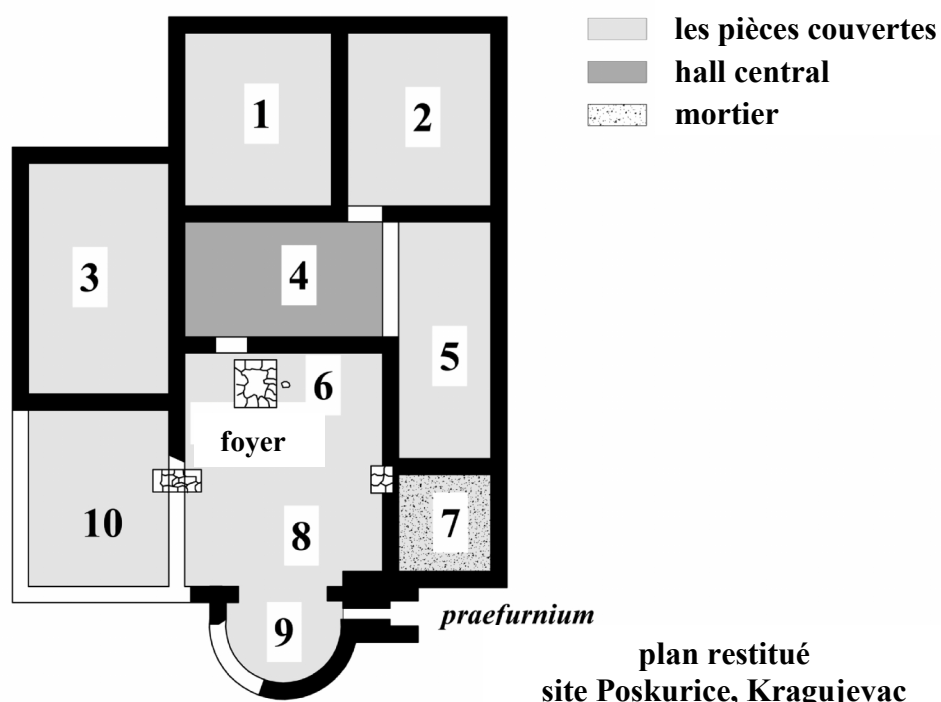 les pièces couvertes
hall central
mortier
1
2
3
4
5
6
foyer
7
8
10
9
praefurnium
plan restitué
site Poskurice, Kragujevac